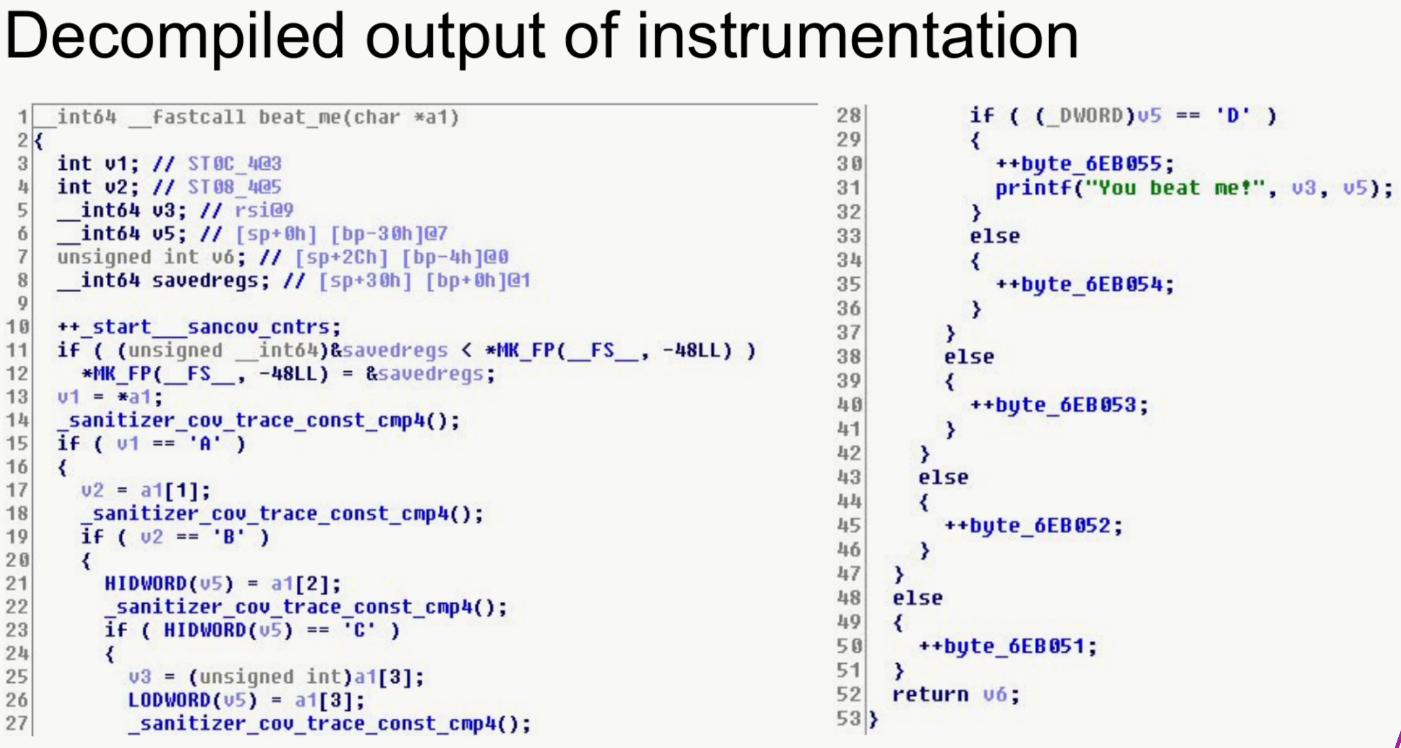 Decompiled output of instrumentation
1 __int64 __fastcall beat_me(char *a1)
2 {
3 int v1; // ST0C_4@3
4 int v2; // ST08_4@5
5 __int64 v3; // rsi@9
6 __int64 v5; // [sp+0h] [bp-30h]@7
7 unsigned int v6; // [sp+2Ch] [bp-4h]@0
8 __int64 savedregs; // [sp+30h] [bp+0h]@1
9
10 ++_start___sancov_cntrs;
11 if ( (unsigned __int64)&savedregs < *MK_FP(__FS__, -48LL) )
12 *MK_FP(__FS__, -48LL) = &savedregs;
13 v1 = *a1;
14 _sanitizer_cov_trace_const_cmp4();
15 if ( v1 == 'A' )
16 {
17 v2 = a1[1];
18 _sanitizer_cov_trace_const_cmp4();
19 if ( v2 == 'B' )
20 {
21 HIDWORD(v5) = a1[2];
22 _sanitizer_cov_trace_const_cmp4();
23 if ( HIDWORD(v5) == 'C' )
24 {
25 v3 = (unsigned int)a1[3];
26 LODWORD(v5) = a1[3];
27 _sanitizer_cov_trace_const_cmp4();
28 if ( (_DWORD)v5 == 'D' )
29 {
30 ++byte_6EB055;
31 printf("You beat me!", v3, v5);
32 }
33 else
34 {
35 ++byte_6EB054;
36 }
37 }
38 else
39 {
40 ++byte_6EB053;
41 }
42 }
43 else
44 {
45 ++byte_6EB052;
46 }
47 }
48 else
49 {
50 ++byte_6EB051;
51 }
52 return v6;
53 }